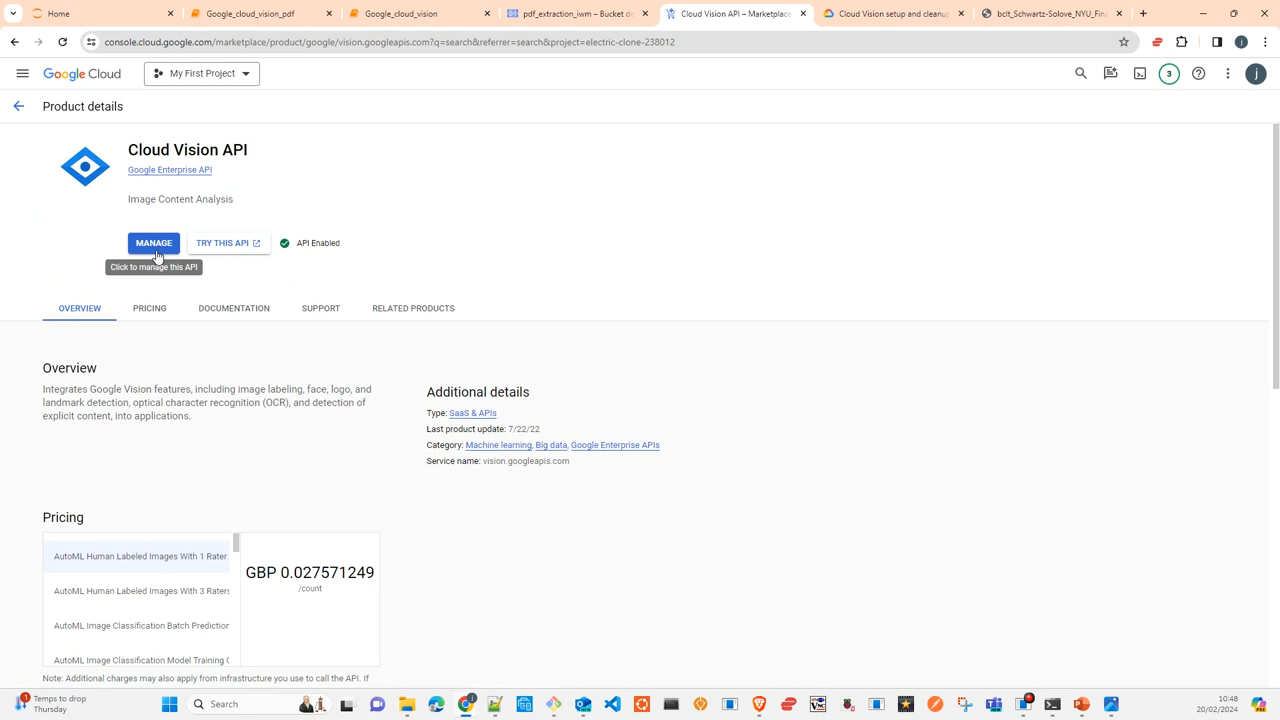 Home
Google_cloud_vision_pdf
Google_cloud_vision
pdf_extraction_iwm – Bucket de
Cloud Vision API – Marketplace
Cloud Vision setup and cleanup
bclt_Schwartz-Solove_NYU_
console.cloud.google.com/marketplace/product/google/vision.googleapis.com?q=search&referrer=search&project=electric-clone-238012
j
Google Cloud
My First Project
3
j
Product details
Cloud Vision API
Google Enterprise API
Image Content Analysis
MANAGE
TRY THIS API
API Enabled
Click to manage this API
OVERVIEW
PRICING
DOCUMENTATION
SUPPORT
RELATED PRODUCTS
Overview
Integrates Google Vision features, including image labeling, face, logo, and
landmark detection, optical character recognition (OCR), and detection of
explicit content, into applications.
Additional details
Type: SaaS & APIs
Last product update: 7/22/22
Category: Machine learning, Big data, Google Enterprise APIs
Service name: vision.googleapis.com
Pricing
AutoML Human Labeled Images With 1 Rater
AutoML Human Labeled Images With 3 Raters
AutoML Image Classification Batch Prediction
AutoML Image Classification Model Training
GBP 0.027571249
/count
Note: Additional charges may also apply from infrastructure you use to call the API. If
1
Temps to drop
Thursday
Search
10:48
20/02/2024